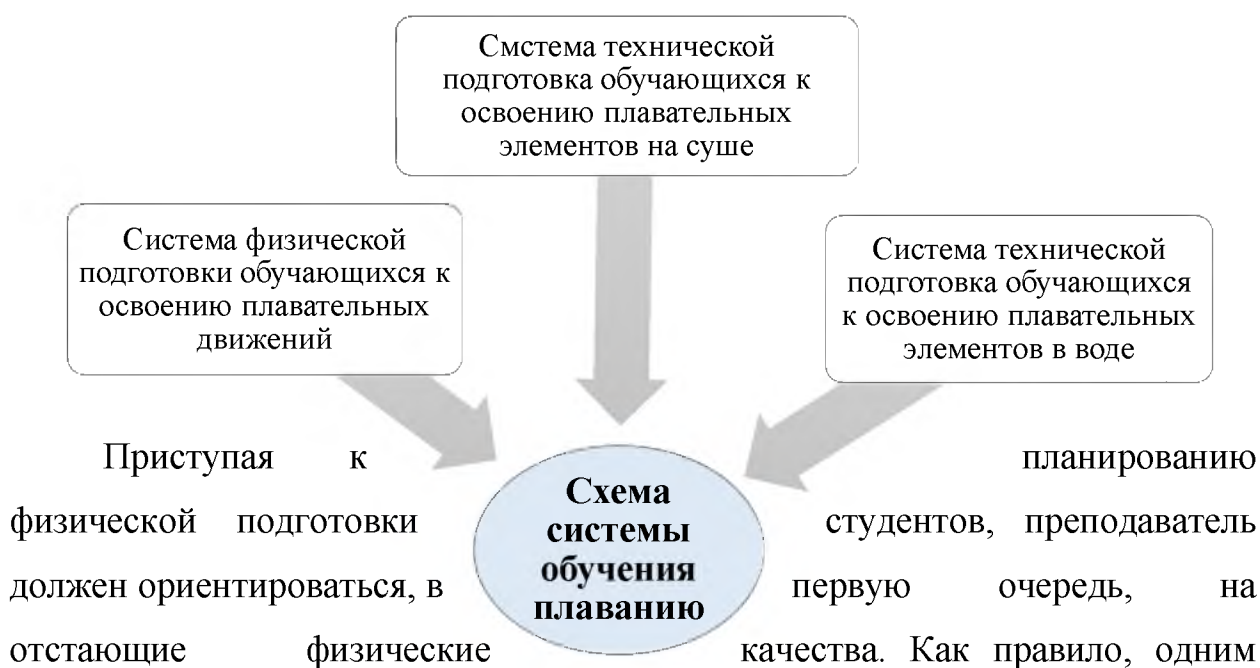 Смстема технической
подготовка обучающихся к
освоению плавательных
элементов на суше
Система физической
подготовки обучающихся к
освоению плавательных
движений
Система технической
подготовка обучающихся
к освоению плавательных
элементов в воде
Схема
системы
обучения
плаванию
Приступая к планированию
физической подготовки студентов, преподаватель
должен ориентироваться, в первую очередь, на
отстающие физические качества. Как правило, одним